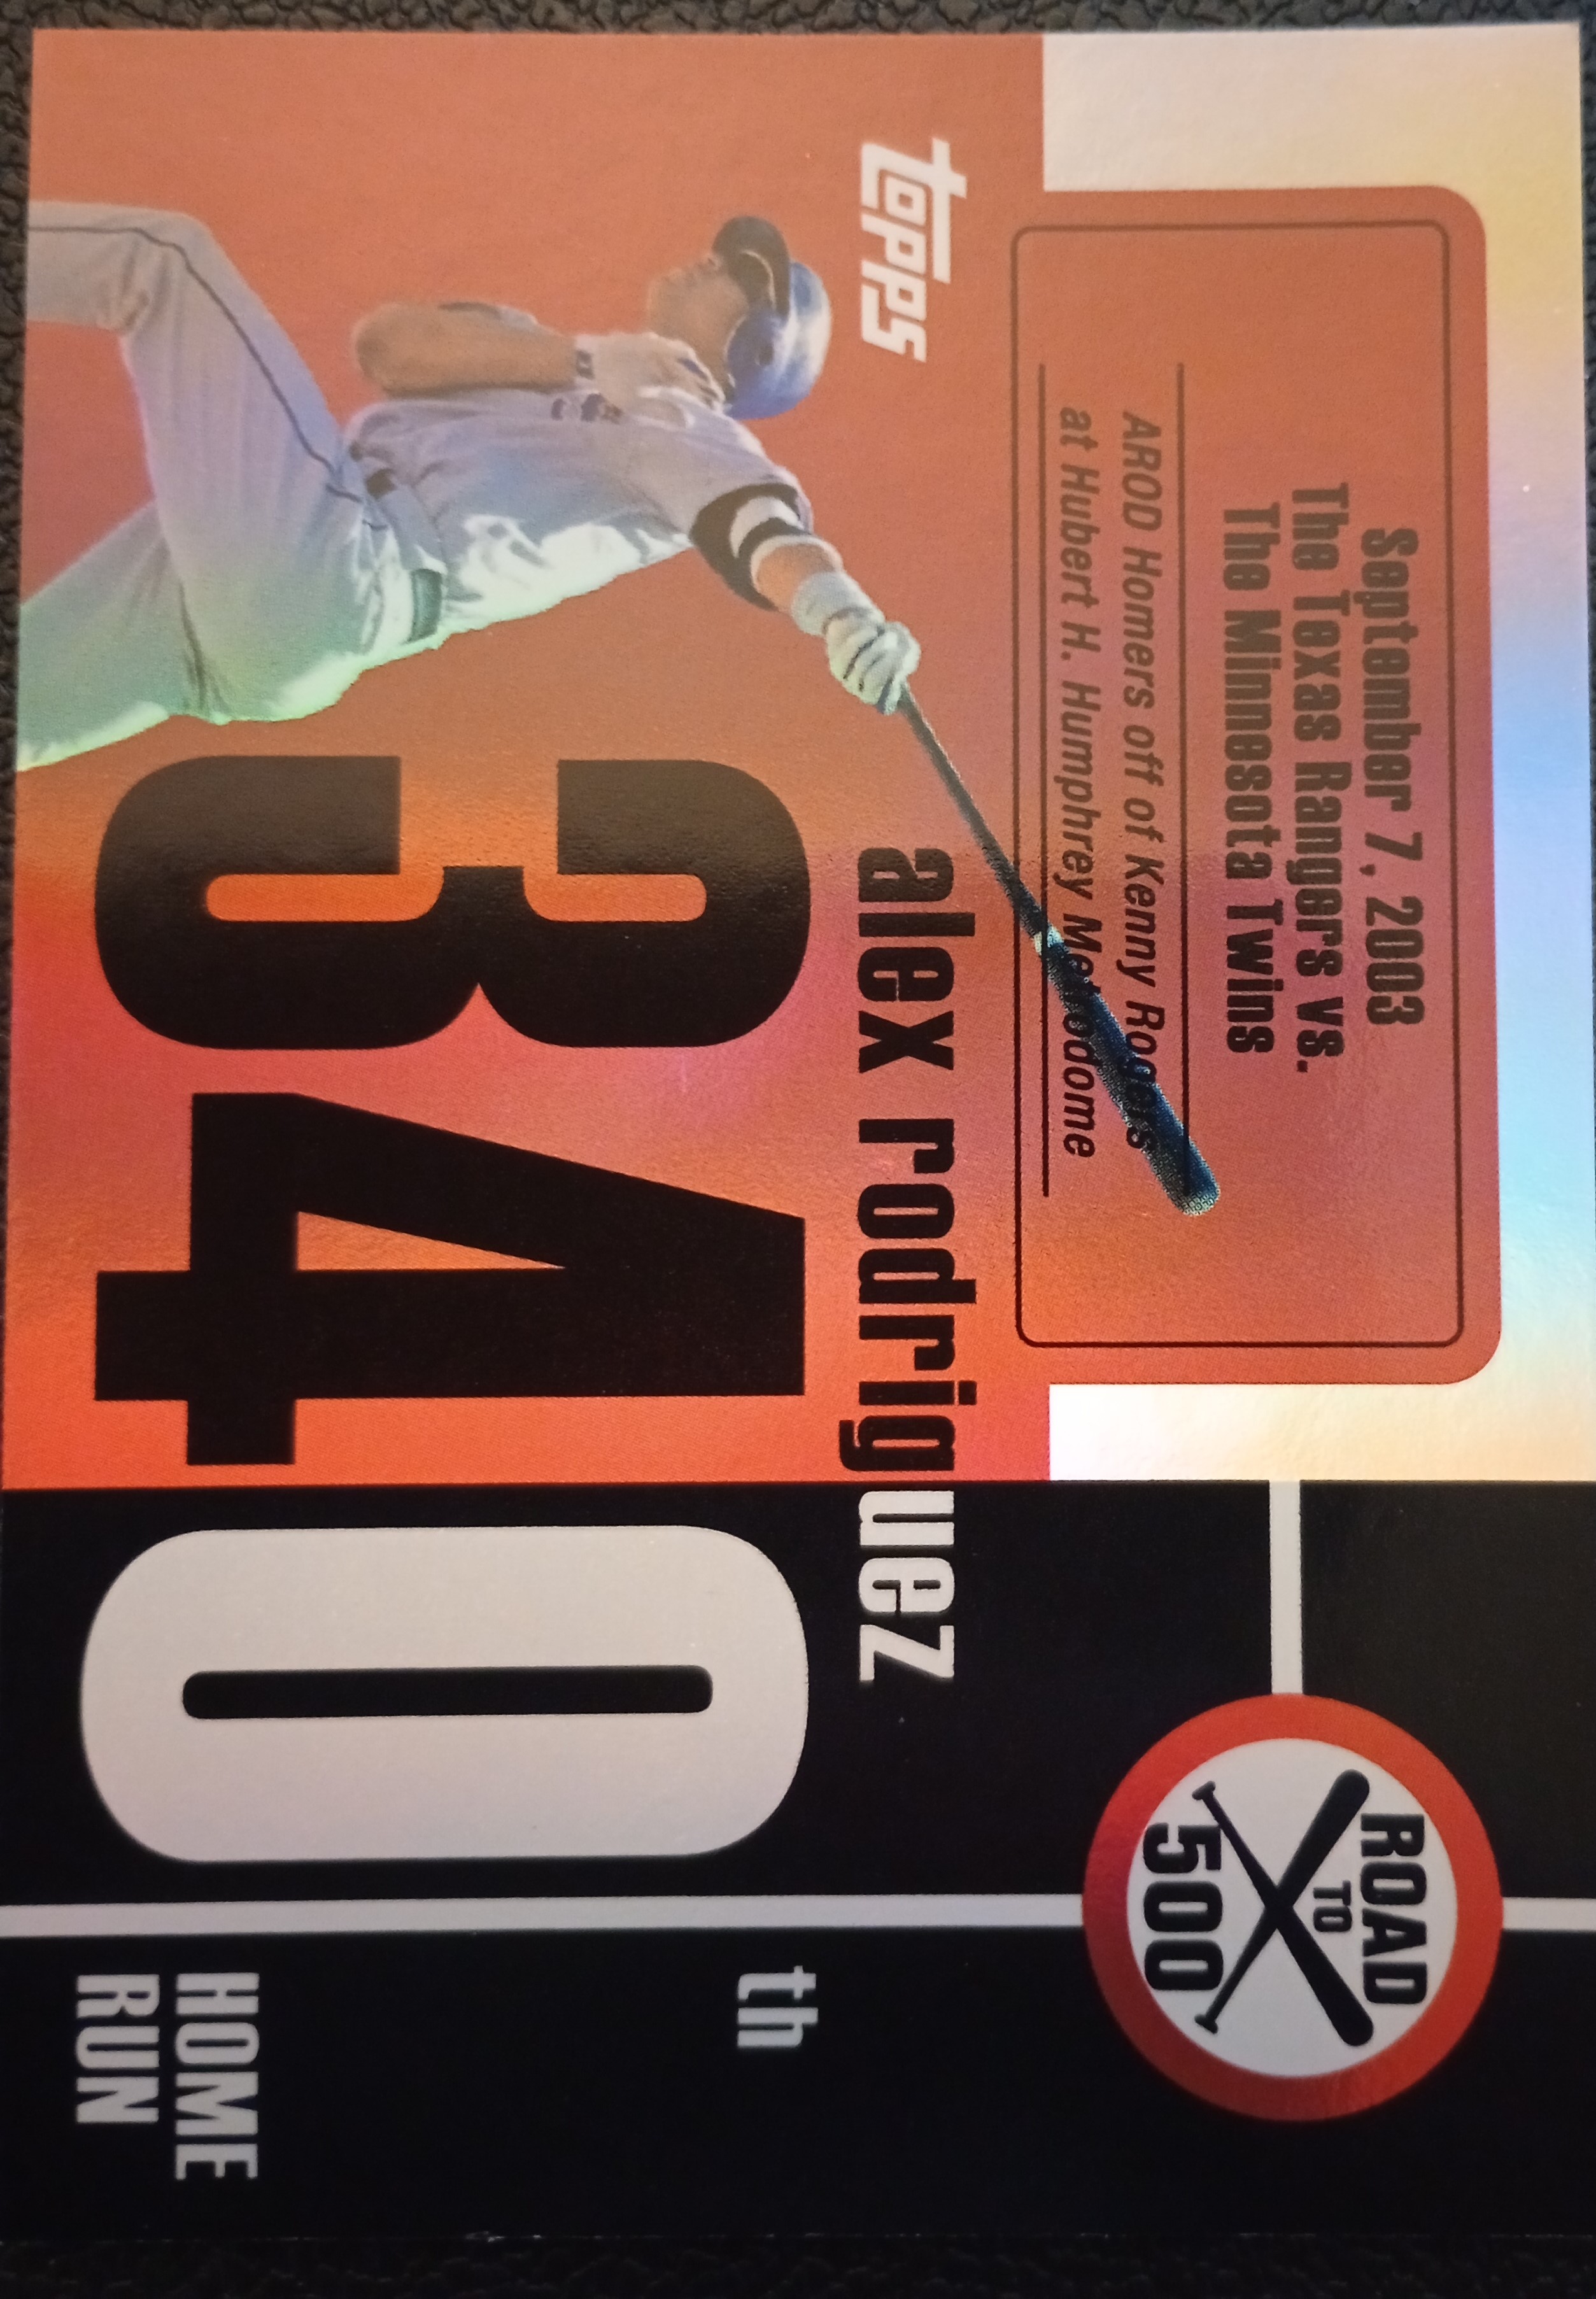 September 7, 2003
The Texas Rangers vs.
The Minnesota Twins
AROD Homers off of Kenny Rogers
at Hubert H. Humphrey Metrodome
ROAD
TO
500
Topps
alex rodriguez
340
th
HOME
RUN